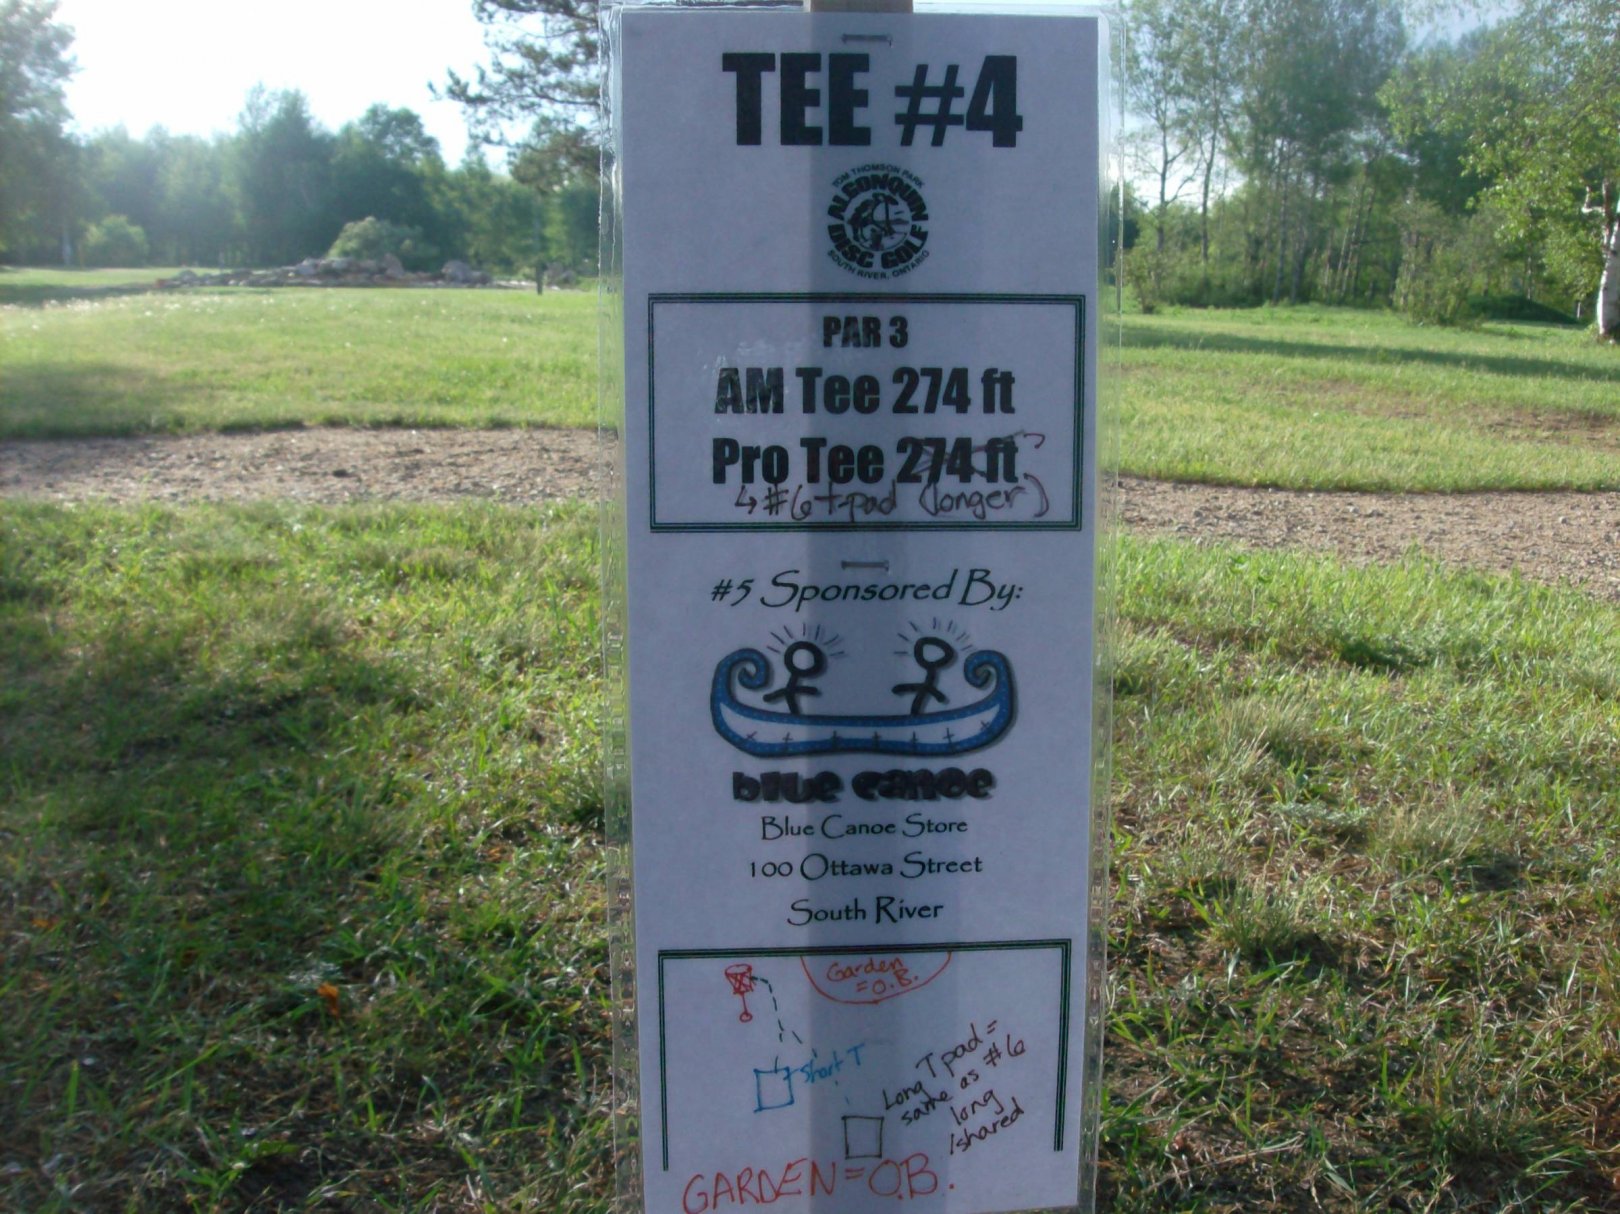 TEE #4
TOM THOMSON PARK
ALGONQUIN
DISC GOLF
SOUTH RIVER, ONTARIO
PAR 3
AM Tee 274 ft
Pro Tee 274 ft
↳ #6 t-pad (longer)
#5 Sponsored By:
blue canoe
Blue Canoe Store
100 Ottawa Street
South River
Garden
= O.B.
Short T
Long T pad =
same as #6
long
/shared
GARDEN = O.B.